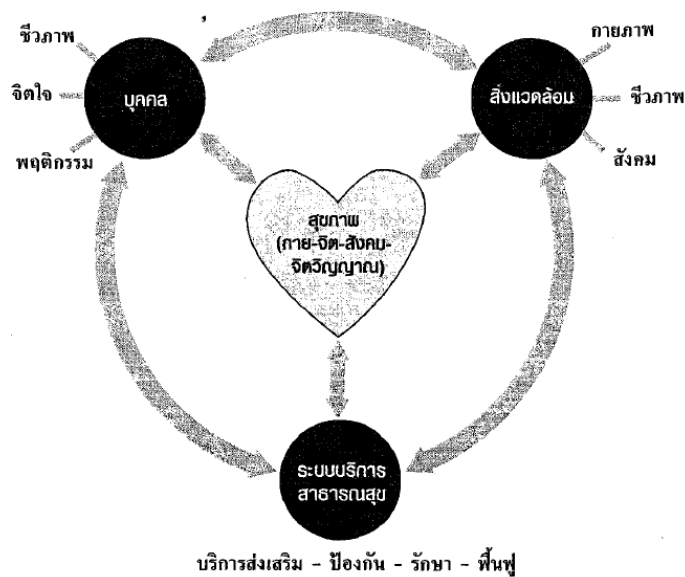 ชีวภาพ
จิตใจ
พฤติกรรม
บุคคล
สิ่งแวดล้อม
กายภาพ
ชีวภาพ
สังคม
สุขภาพ
(กาย-จิต-สังคม-
จิตวิญญาณ)
ระบบบริการ
สาธารณสุข
บริการส่งเสริม - ป้องกัน - รักษา - ฟื้นฟู